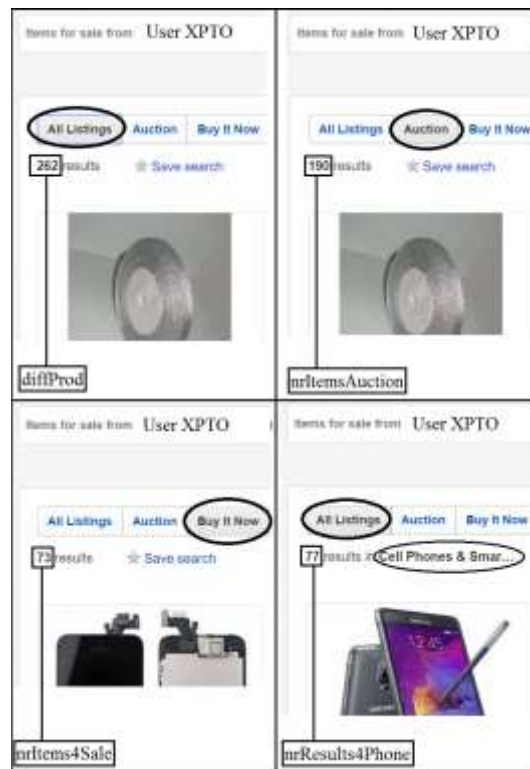 Items for sale from User XPTO
All Listings Auction Buy It Now
262 results Save search
diffProd
Items for sale from User XPTO
All Listings Auction Buy It Now
190 results Save search
nrItemsAuction
Items for sale from User XPTO
All Listings Auction Buy It Now
73 results Save search
nrItems4Sale
Items for sale from User XPTO
All Listings Auction Buy It Now
77 results in Cell Phones & Smar...
nrResults4Phone